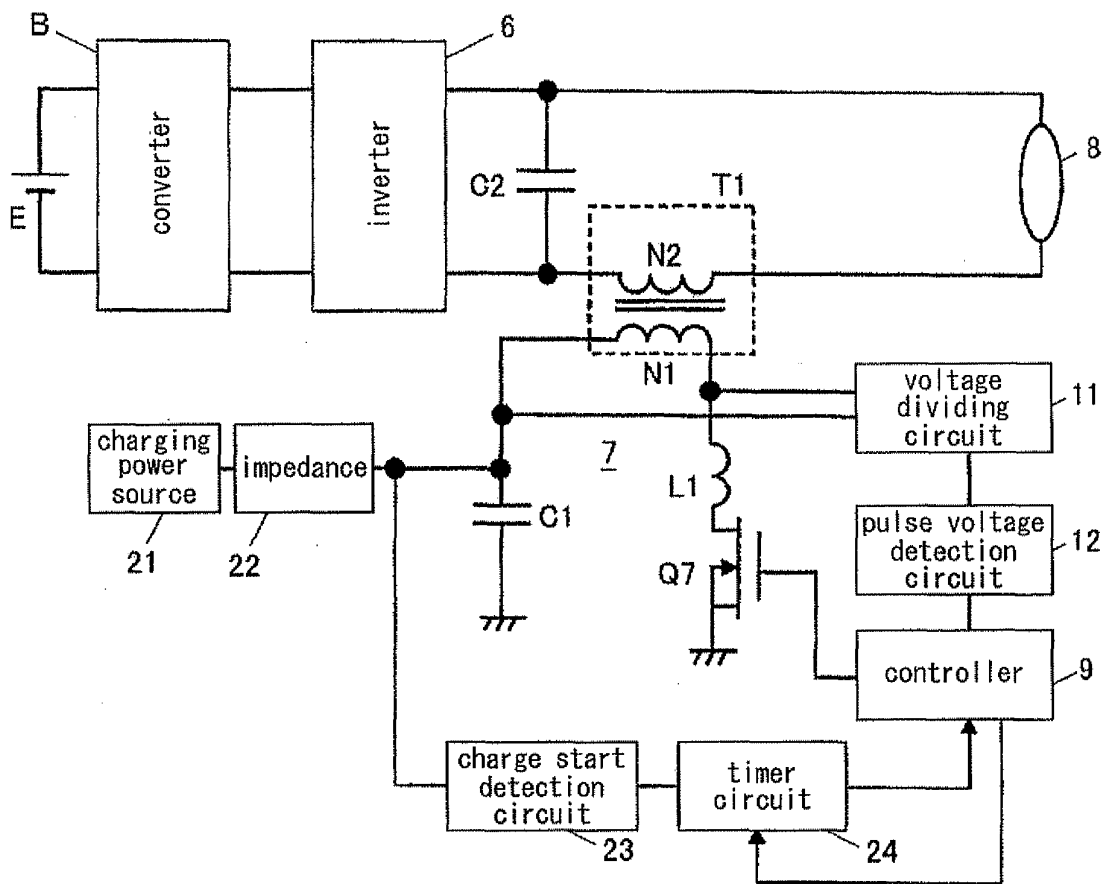 B
6
converter
inverter
E
C2
T1
N2
8
N1
voltage
dividing
circuit
11
charging
power
source
impedance
7
L1
C1
21
22
pulse voltage
detection
circuit
12
Q7
controller
9
charge start
detection
circuit
timer
circuit
23
24